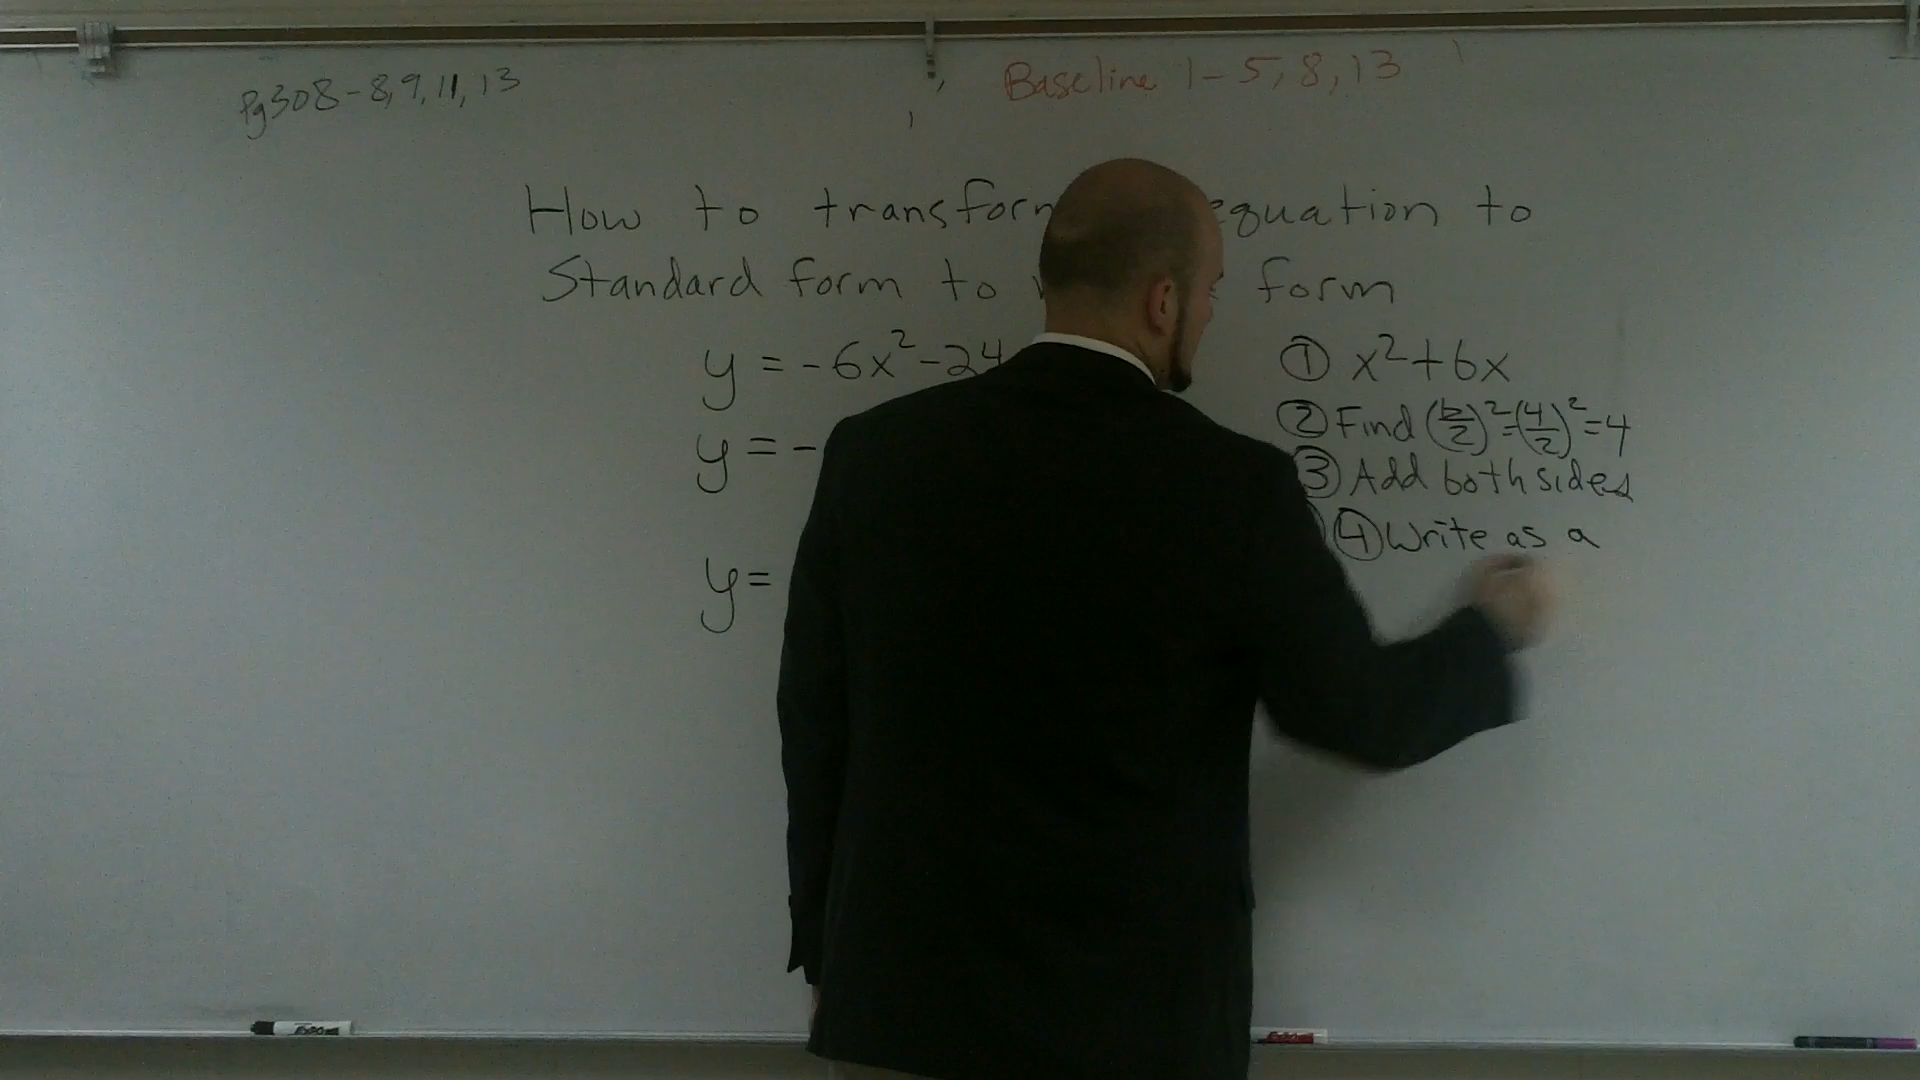 Pg308-8,9,11,13
Baseline 1-5,8,13
How to transform equation to
Standard form to form
y = -6x²-24
y = -
y =
① x²+6x
② Find (b/2)²=(4/2)²=4
③ Add both sides
④ Write as a
EXPO